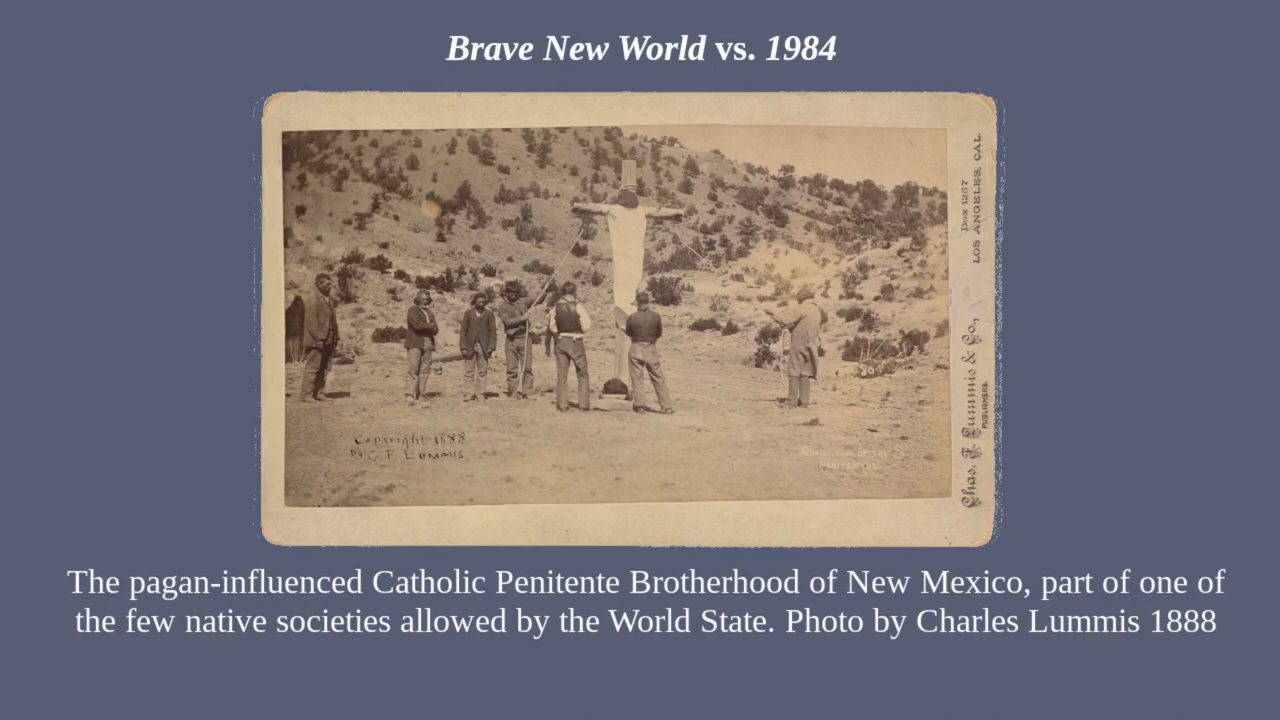 Brave New World vs. 1984
Box 1257
LOS ANGELES, CAL.
Chas. F. Lummis & Co.,
PUBLISHERS.
Copyright 1888
by C. F. LUMMIS
The pagan-influenced Catholic Penitente Brotherhood of New Mexico, part of one of
the few native societies allowed by the World State. Photo by Charles Lummis 1888